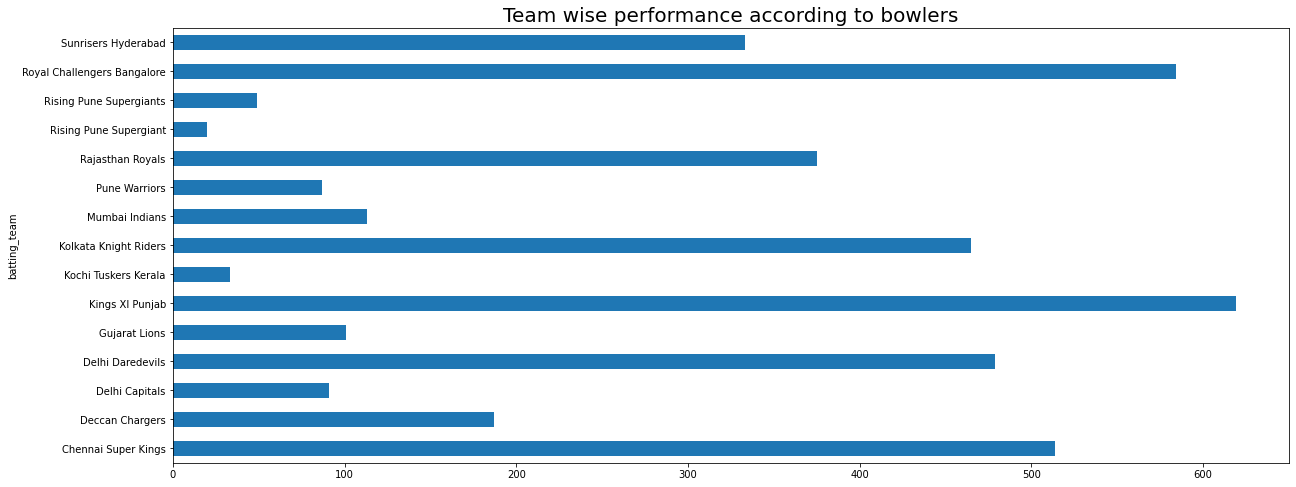 Team wise performance according to bowlers
batting_team
Sunrisers Hyderabad
Royal Challengers Bangalore
Rising Pune Supergiants
Rising Pune Supergiant
Rajasthan Royals
Pune Warriors
Mumbai Indians
Kolkata Knight Riders
Kochi Tuskers Kerala
Kings XI Punjab
Gujarat Lions
Delhi Daredevils
Delhi Capitals
Deccan Chargers
Chennai Super Kings
0 100 200 300 400 500 600